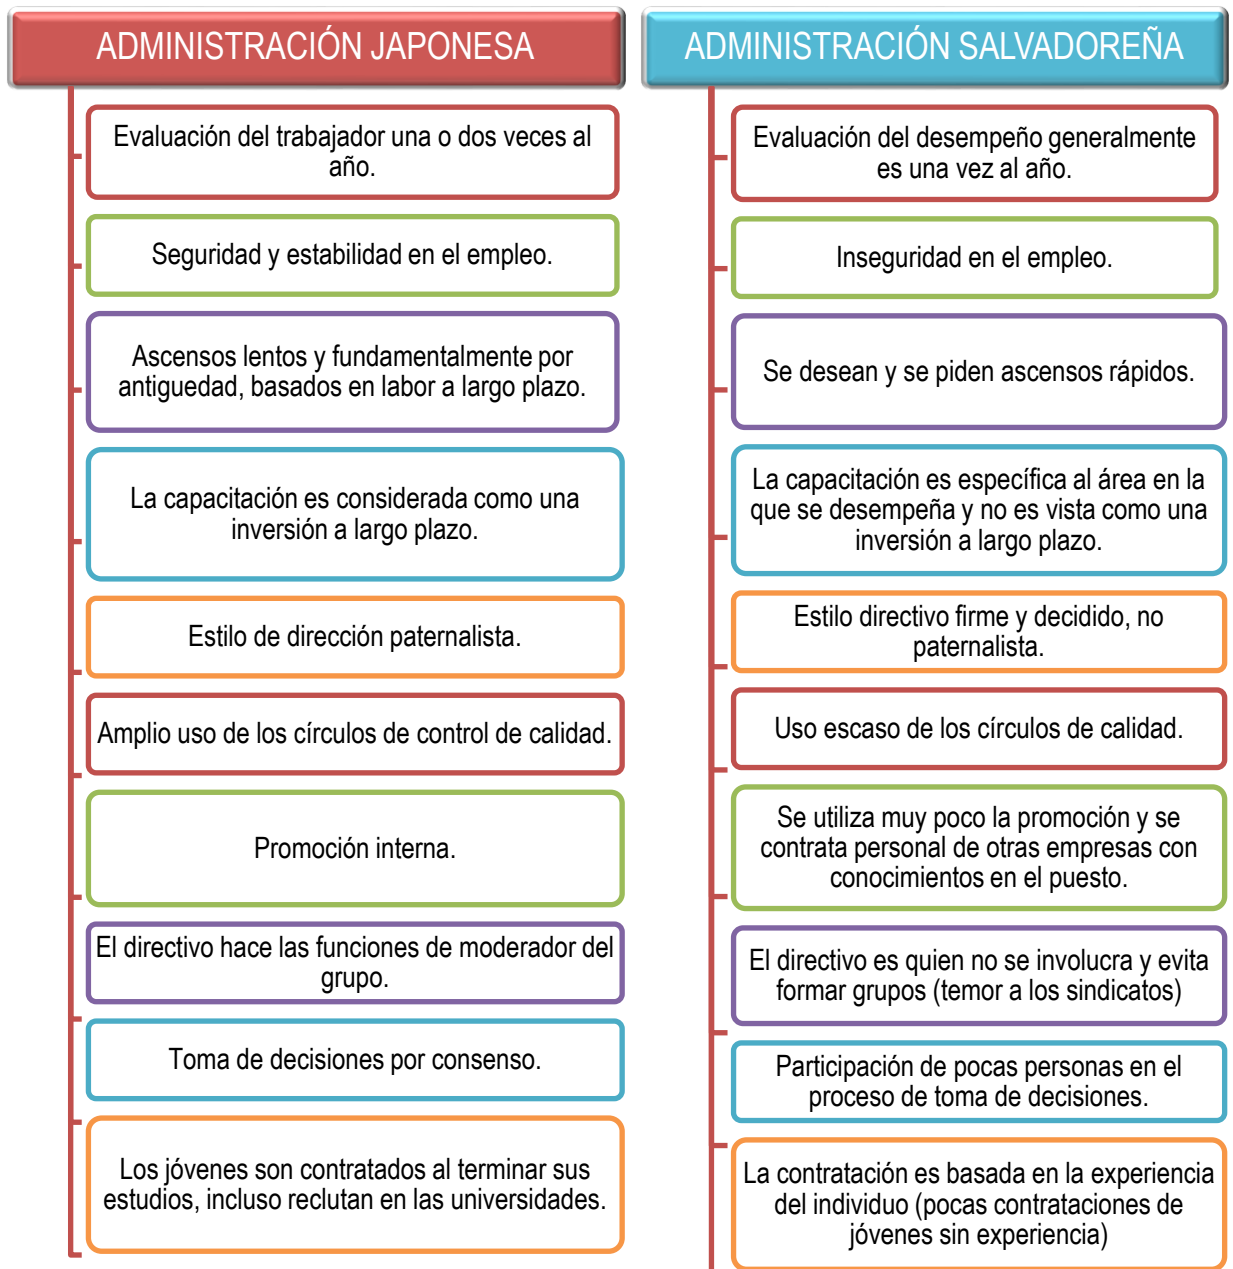 ADMINISTRACIÓN JAPONESA
Evaluación del trabajador una o dos veces al
año.
Seguridad y estabilidad en el empleo.
Ascensos lentos y fundamentalmente por
antiguedad, basados en labor a largo plazo.
La capacitación es considerada como una
inversión a largo plazo.
Estilo de dirección paternalista.
Amplio uso de los círculos de control de calidad.
Promoción interna.
El directivo hace las funciones de moderador del
grupo.
Toma de decisiones por consenso.
Los jóvenes son contratados al terminar sus
estudios, incluso reclutan en las universidades.
ADMINISTRACIÓN SALVADOREÑA
Evaluación del desempeño generalmente
es una vez al año.
Inseguridad en el empleo.
Se desean y se piden ascensos rápidos.
La capacitación es específica al área en la
que se desempeña y no es vista como una
inversión a largo plazo.
Estilo directivo firme y decidido, no
paternalista.
Uso escaso de los círculos de calidad.
Se utiliza muy poco la promoción y se
contrata personal de otras empresas con
conocimientos en el puesto.
El directivo es quien no se involucra y evita
formar grupos (temor a los sindicatos)
Participación de pocas personas en el
proceso de toma de decisiones.
La contratación es basada en la experiencia
del individuo (pocas contrataciones de
jóvenes sin experiencia)